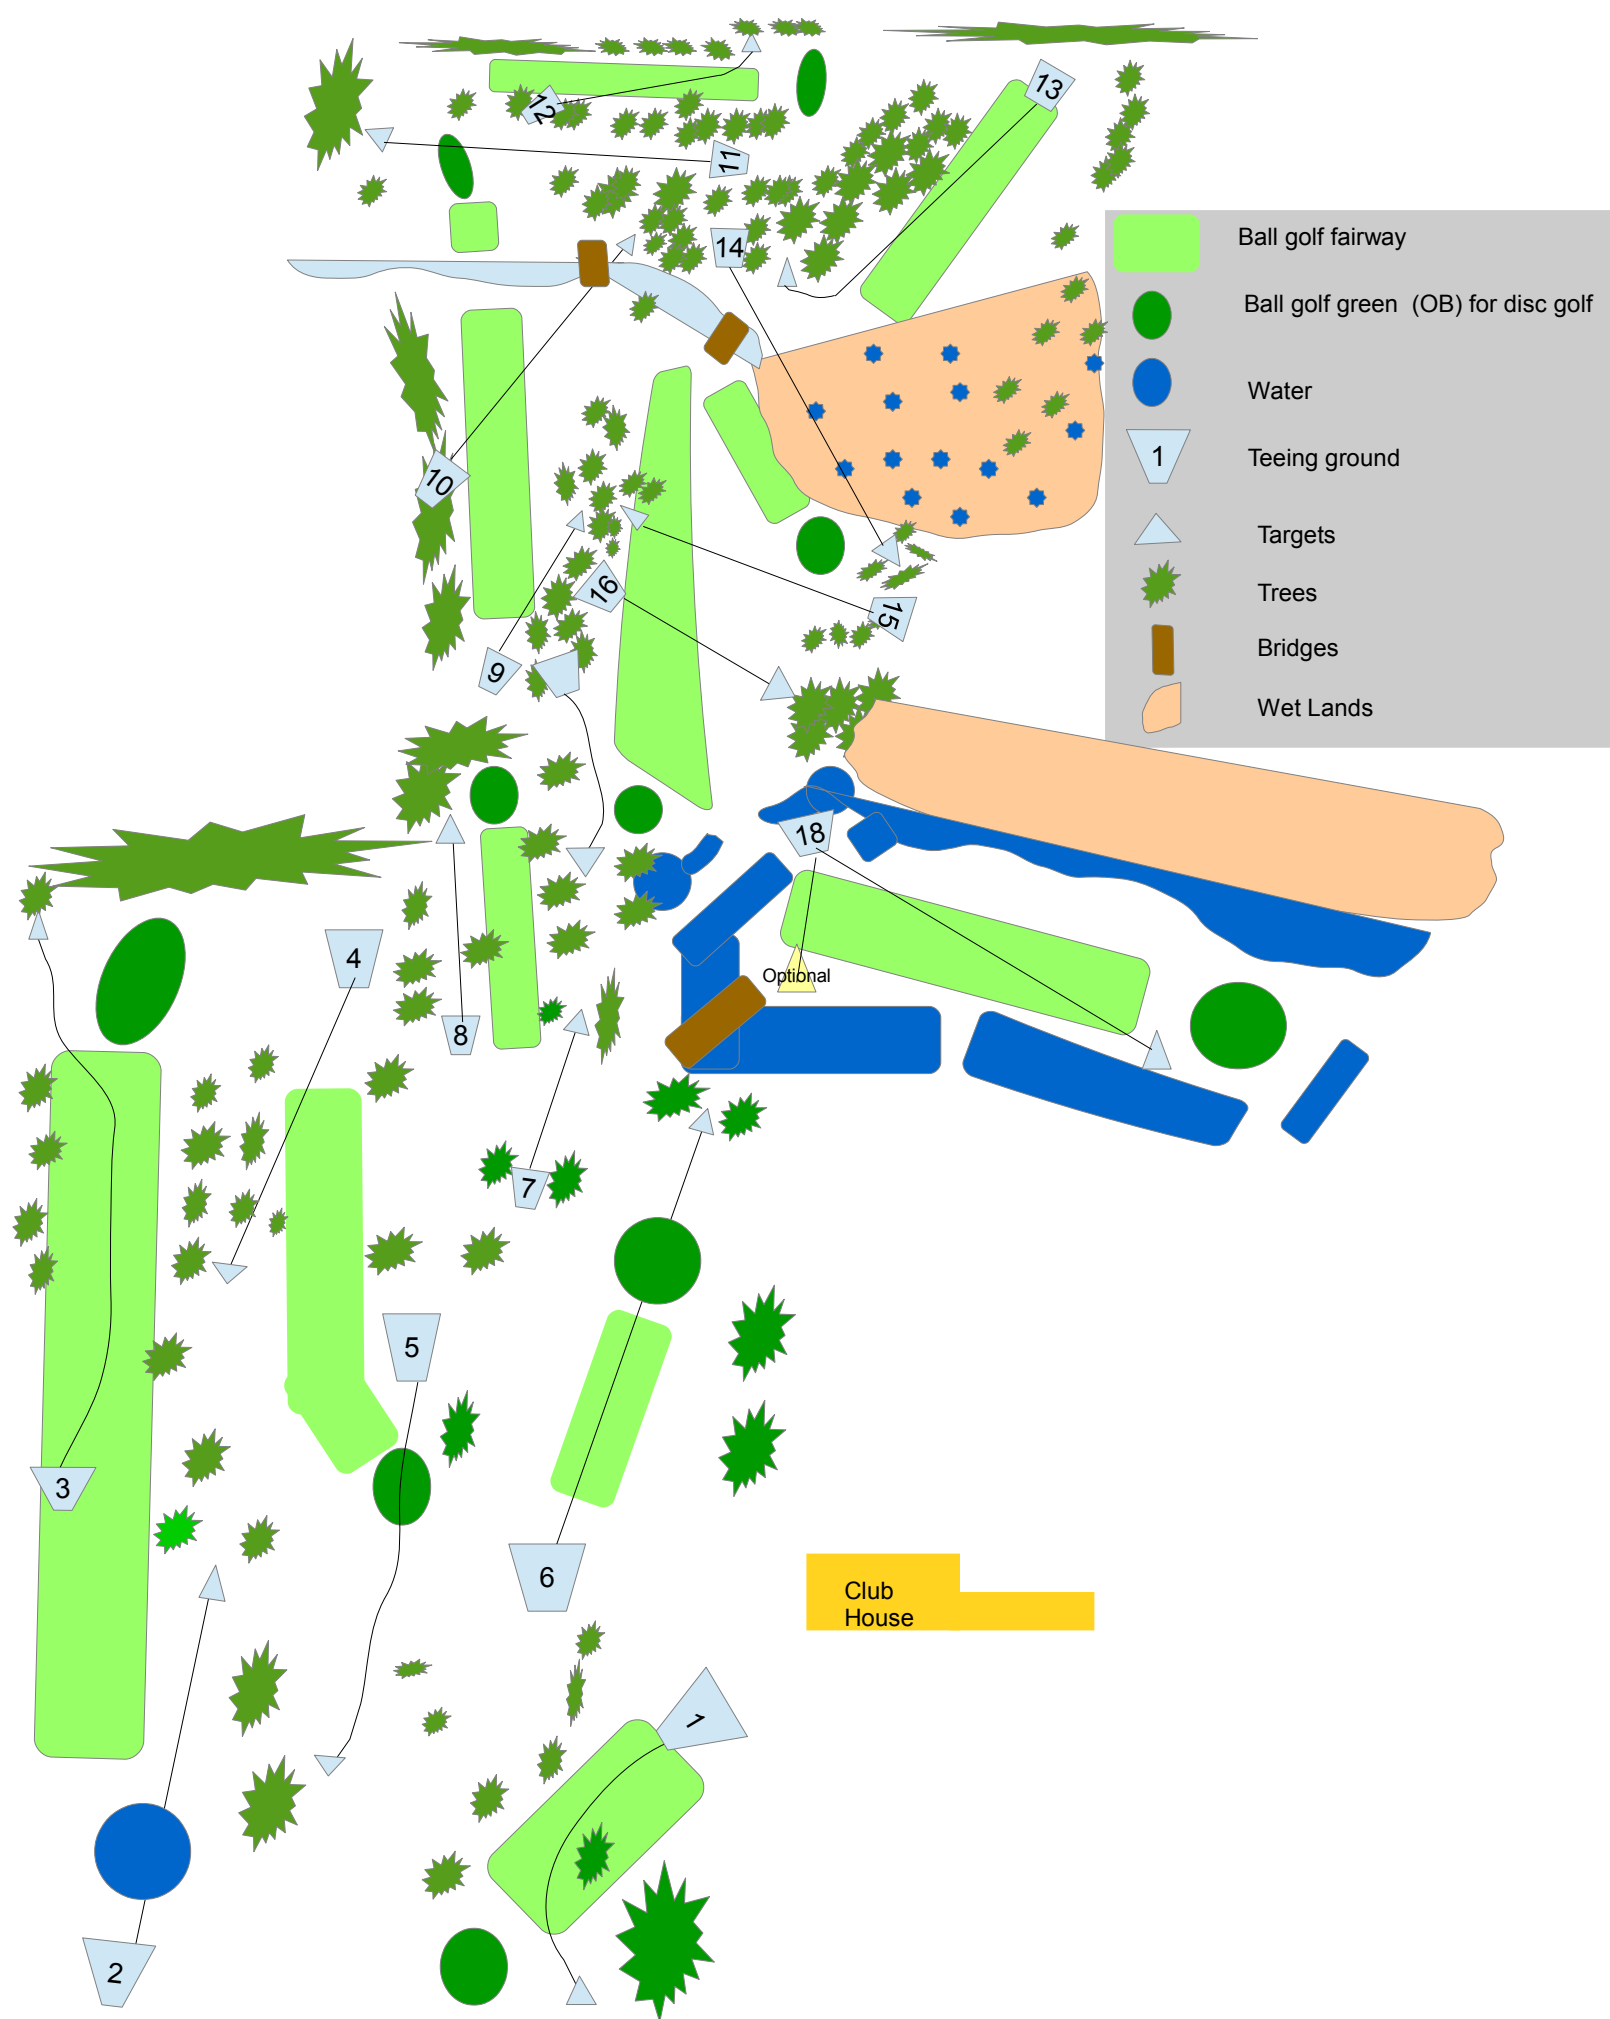 12
13
11
14
Ball golf fairway
Ball golf green (OB) for disc golf
Water
1
Teeing ground
Targets
Trees
Bridges
Wet Lands
10
16
15
9
18
4
Optional
8
7
5
3
6
Club
House
1
2